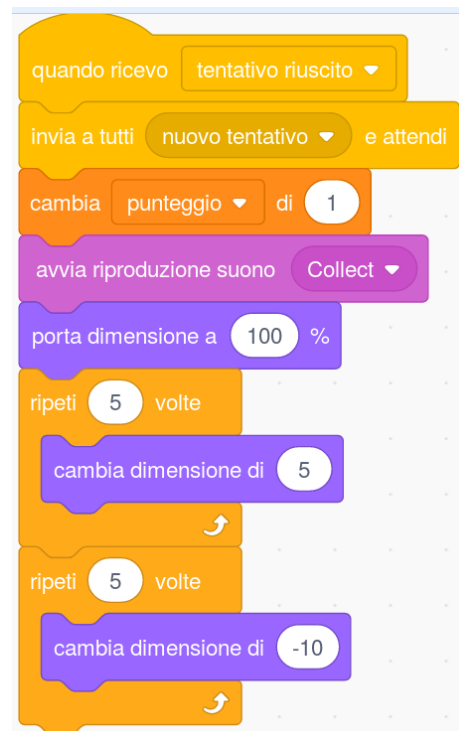 quando ricevo tentativo riuscito
invia a tutti nuovo tentativo e attendi
cambia punteggio di 1
avvia riproduzione suono Collect
porta dimensione a 100 %
ripeti 5 volte
cambia dimensione di 5
ripeti 5 volte
cambia dimensione di -10